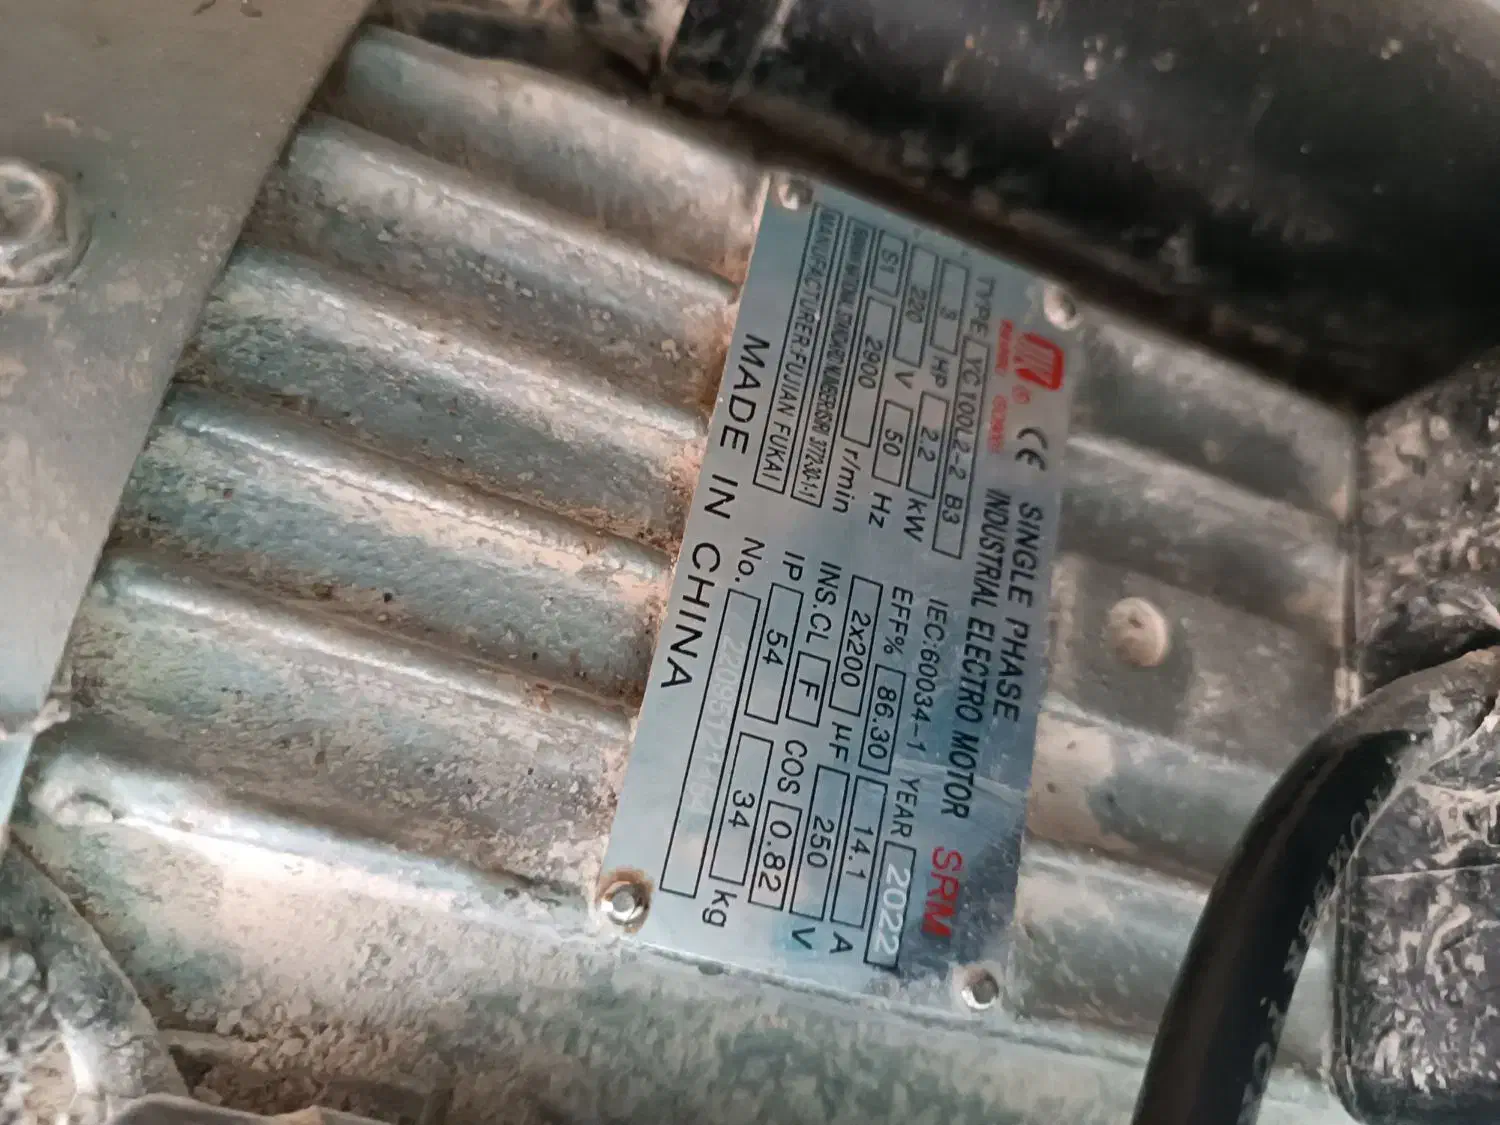 CE SINGLE PHASE
INDUSTRIAL ELECTRO MOTOR SRM
TYPE YC100L2-2 B3 IEC:60034-1 YEAR 2022
3 HP 2.2 kW EFF% 86.30 14.1 A
220 V 50 Hz 2x200 µF 250 V
S1 2900 r/min INS.CL F COS 0.82
IP 54 34 kg
MANUFACTURER:FUJIAN FUKAI No.
MADE IN CHINA